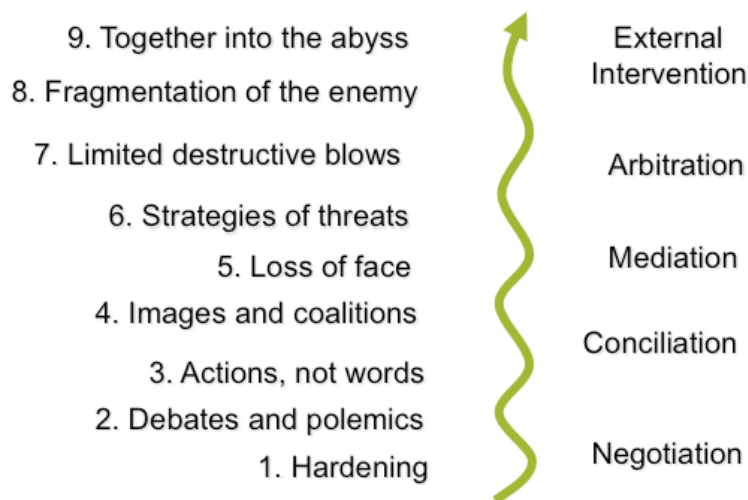 9. Together into the abyss
8. Fragmentation of the enemy
7. Limited destructive blows
6. Strategies of threats
5. Loss of face
4. Images and coalitions
3. Actions, not words
2. Debates and polemics
1. Hardening
External
Intervention
Arbitration
Mediation
Conciliation
Negotiation